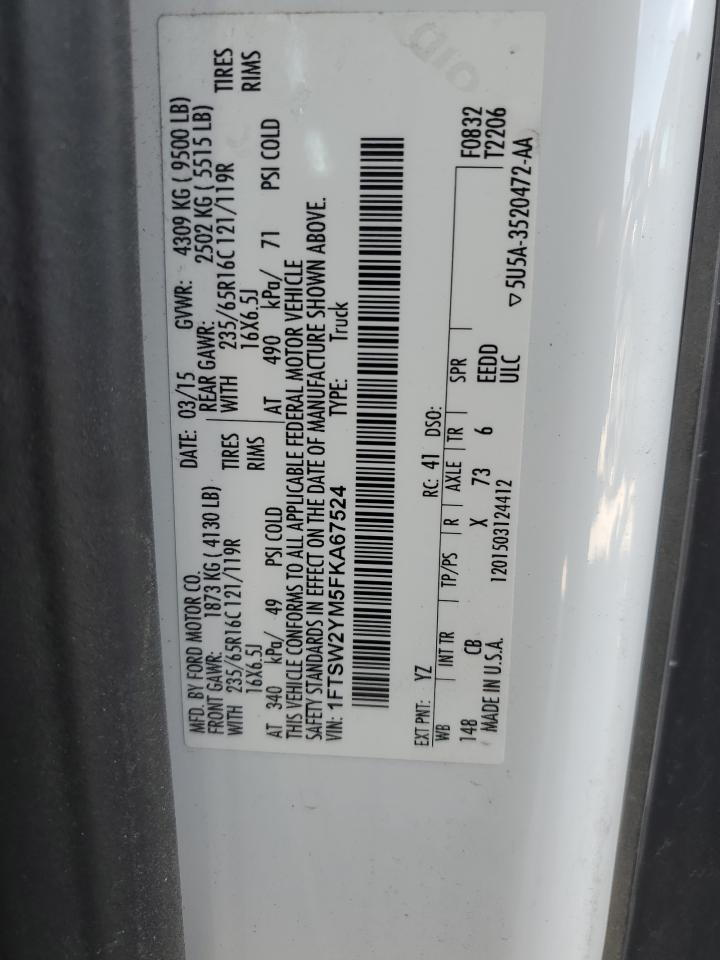 MFD. BY FORD MOTOR CO.
DATE: 03/15 GVWR: 4309 KG ( 9500 LB)
FRONT GAWR: 1873 KG ( 4130 LB)
REAR GAWR: 2502 KG ( 5515 LB)
WITH 235/65R16C 121/119R TIRES
WITH 235/65R16C 121/119R TIRES
16X6.5J RIMS
16X6.5J RIMS
AT 340 kPa/ 49 PSI COLD
AT 490 kPa/ 71 PSI COLD
THIS VEHICLE CONFORMS TO ALL APPLICABLE FEDERAL MOTOR VEHICLE
SAFETY STANDARDS IN EFFECT ON THE DATE OF MANUFACTURE SHOWN ABOVE.
VIN: 1FTSW2YM5FKA67524 TYPE: Truck
EXT PNT: YZ RC: 41 DSO:
WB INT TR TP/PS R AXLE TR SPR
F0832
T2206
148 CB X 73 6 EEDD
MADE IN U.S.A. 1201503124412 ULC
▽5U5A-3520472-AA